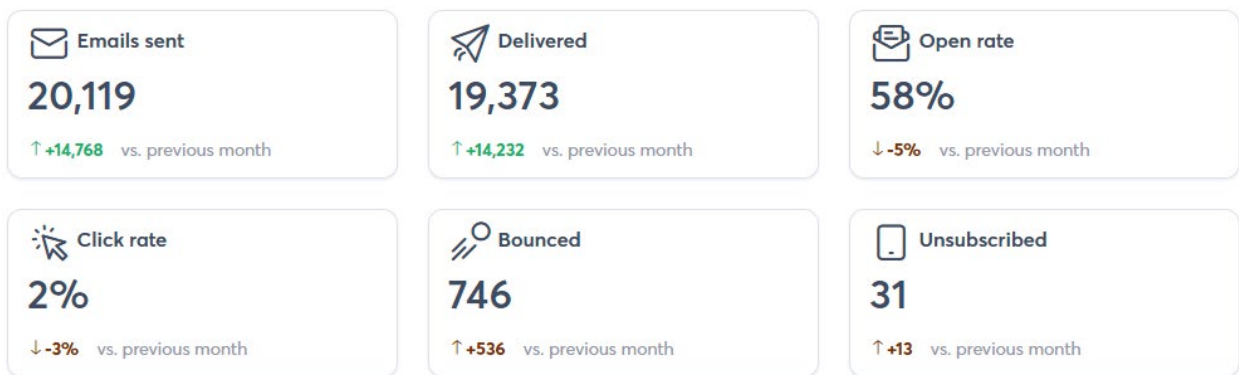 Emails sent
20,119
↑ +14,768 vs. previous month
Delivered
19,373
↑ +14,232 vs. previous month
Open rate
58%
↓ -5% vs. previous month
Click rate
2%
↓ -3% vs. previous month
Bounced
746
↑ +536 vs. previous month
Unsubscribed
31
↑ +13 vs. previous month